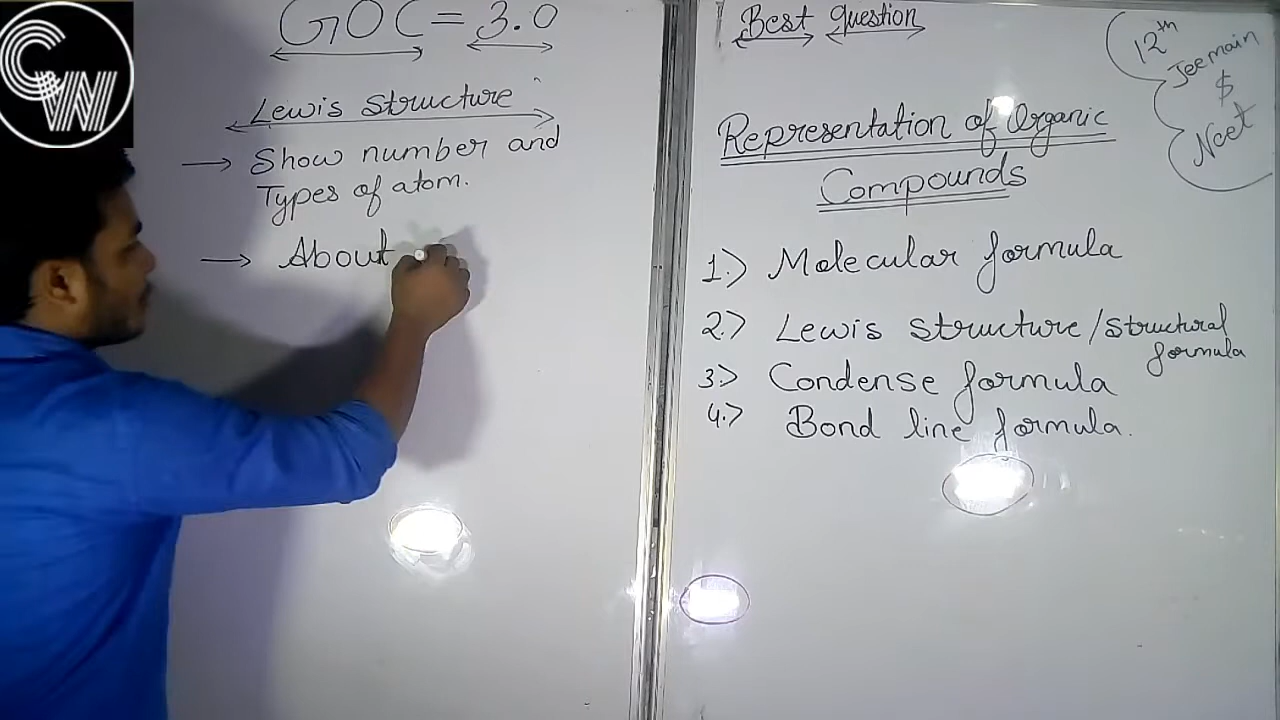 GOC = 3.0
Lewis structure
→ Show number and
Types of atom.
→ About
Best question
12th
Jee main
$
Neet
Representation of Organic
Compounds
1.> Molecular formula
2.> Lewis structure/structural
formula
3.> Condense formula
4.> Bond line formula.